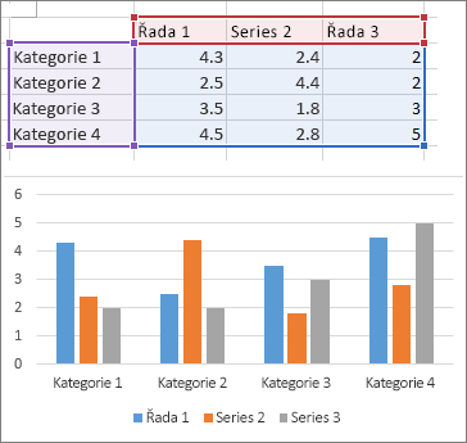 Řada 1 Series 2 Řada 3
Kategorie 1 4.3 2.4 2
Kategorie 2 2.5 4.4 2
Kategorie 3 3.5 1.8 3
Kategorie 4 4.5 2.8 5
6
5
4
3
2
1
0
Kategorie 1 Kategorie 2 Kategorie 3 Kategorie 4
Řada 1 Series 2 Series 3